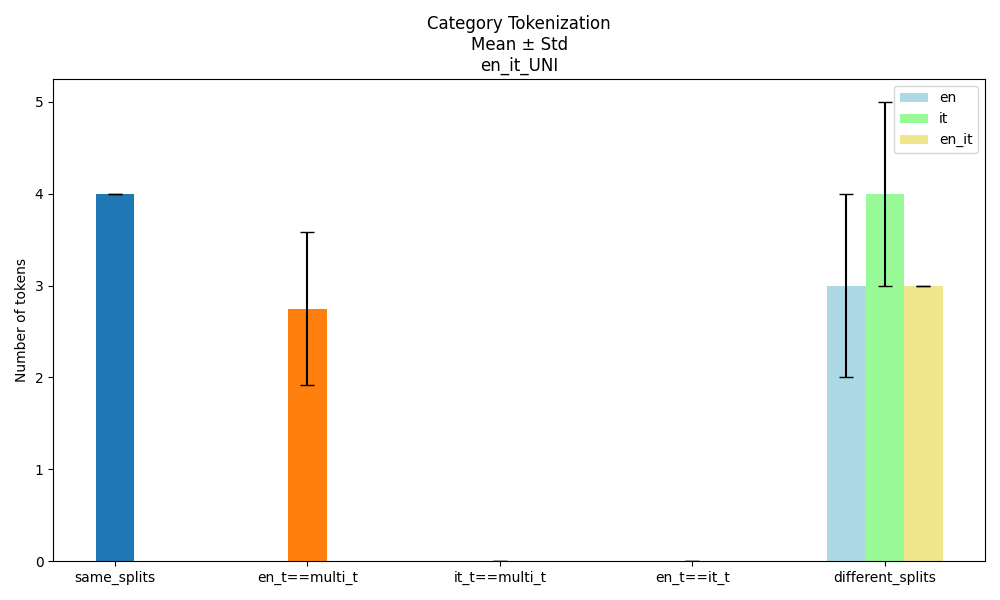 Category Tokenization
Mean ± Std
en_it_UNI
en
it
en_it
Number of tokens
5
4
3
2
1
0
same_splits
en_t==multi_t
it_t==multi_t
en_t==it_t
different_splits